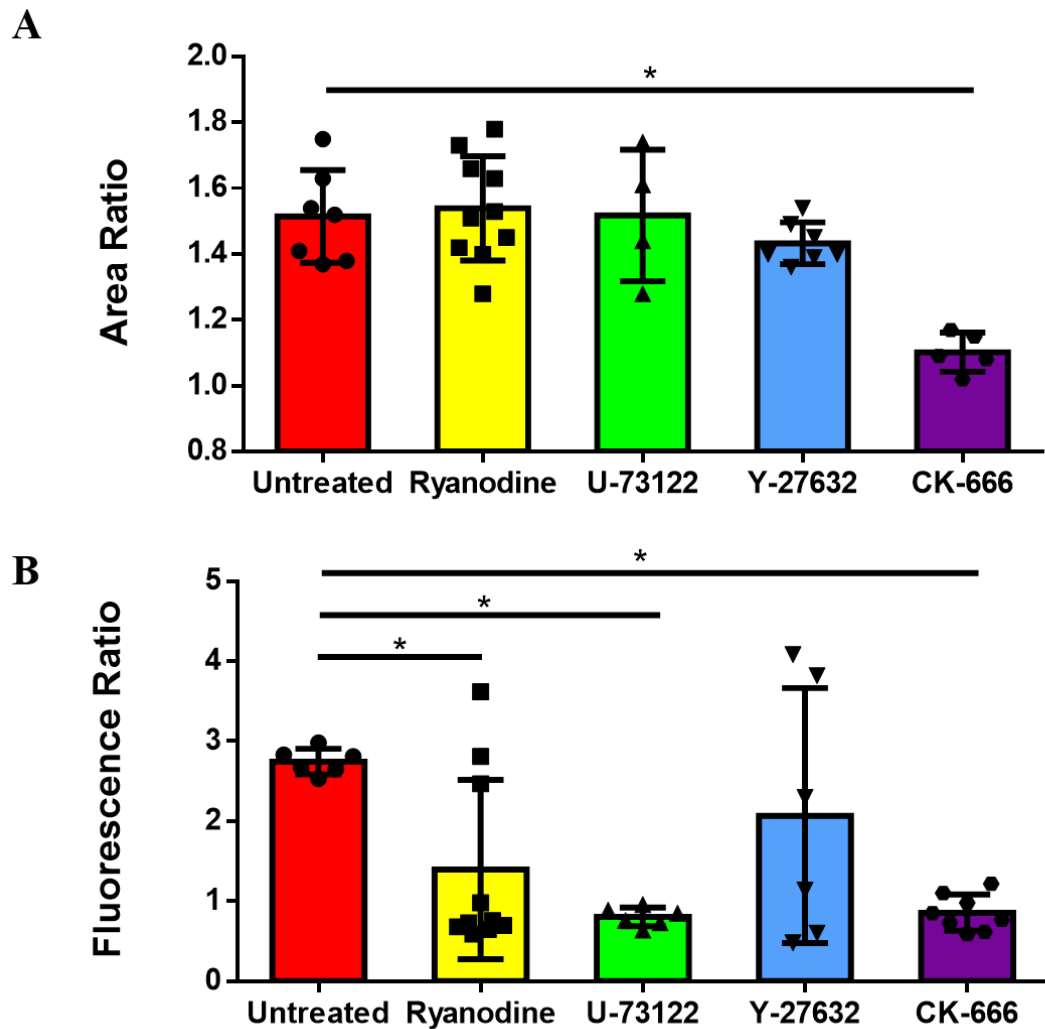 A
Area Ratio
2.0
1.8
1.6
1.4
1.2
1.0
0.8
*
Untreated Ryanodine U-73122 Y-27632 CK-666
B
Fluorescence Ratio
5
4
3
2
1
0
*
*
*
Untreated Ryanodine U-73122 Y-27632 CK-666